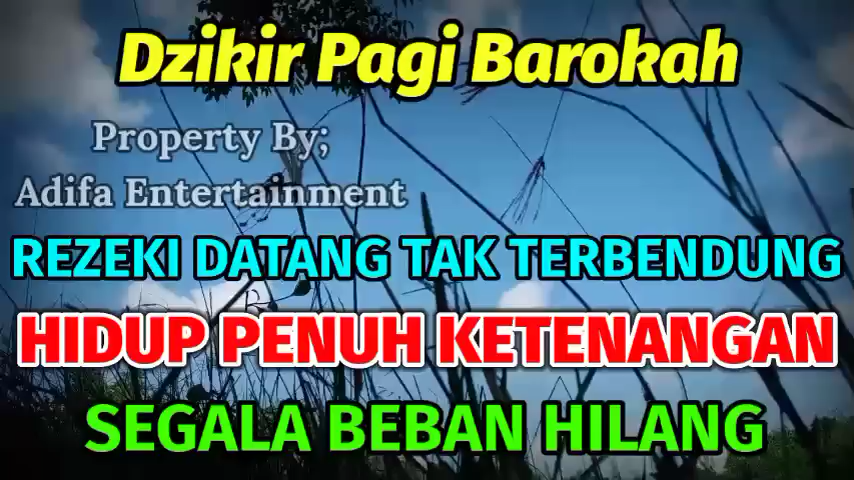 Dzikir Pagi Barokah
Property By;
Adifa Entertainment
REZEKI DATANG TAK TERBENDUNG
HIDUP PENUH KETENANGAN
SEGALA BEBAN HILANG